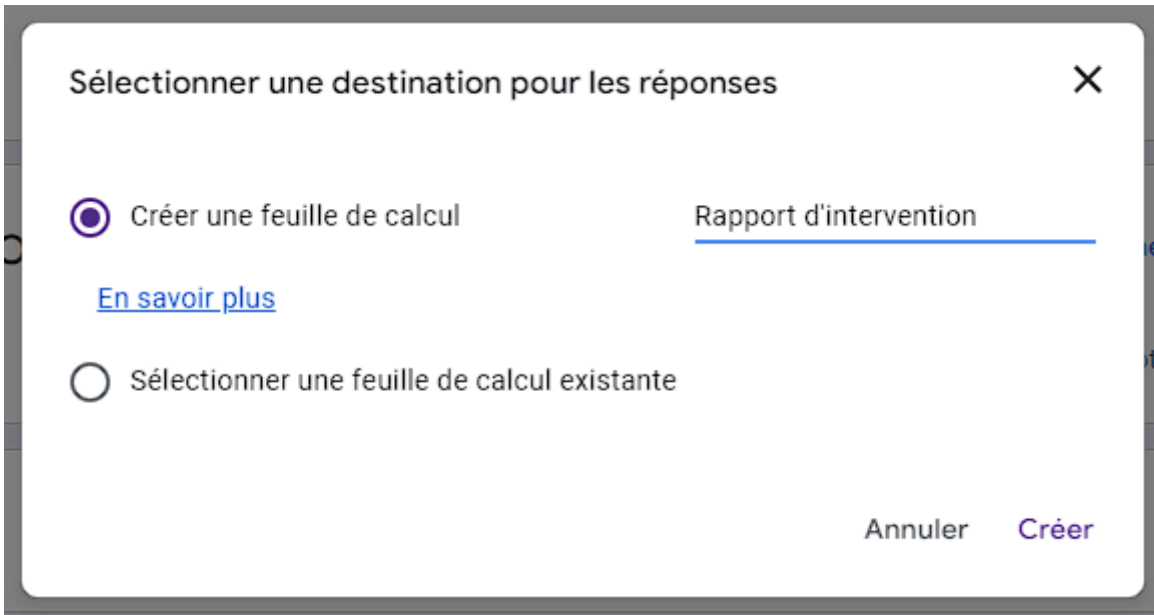 Sélectionner une destination pour les réponses
Créer une feuille de calcul Rapport d'intervention
En savoir plus
Sélectionner une feuille de calcul existante
Annuler Créer